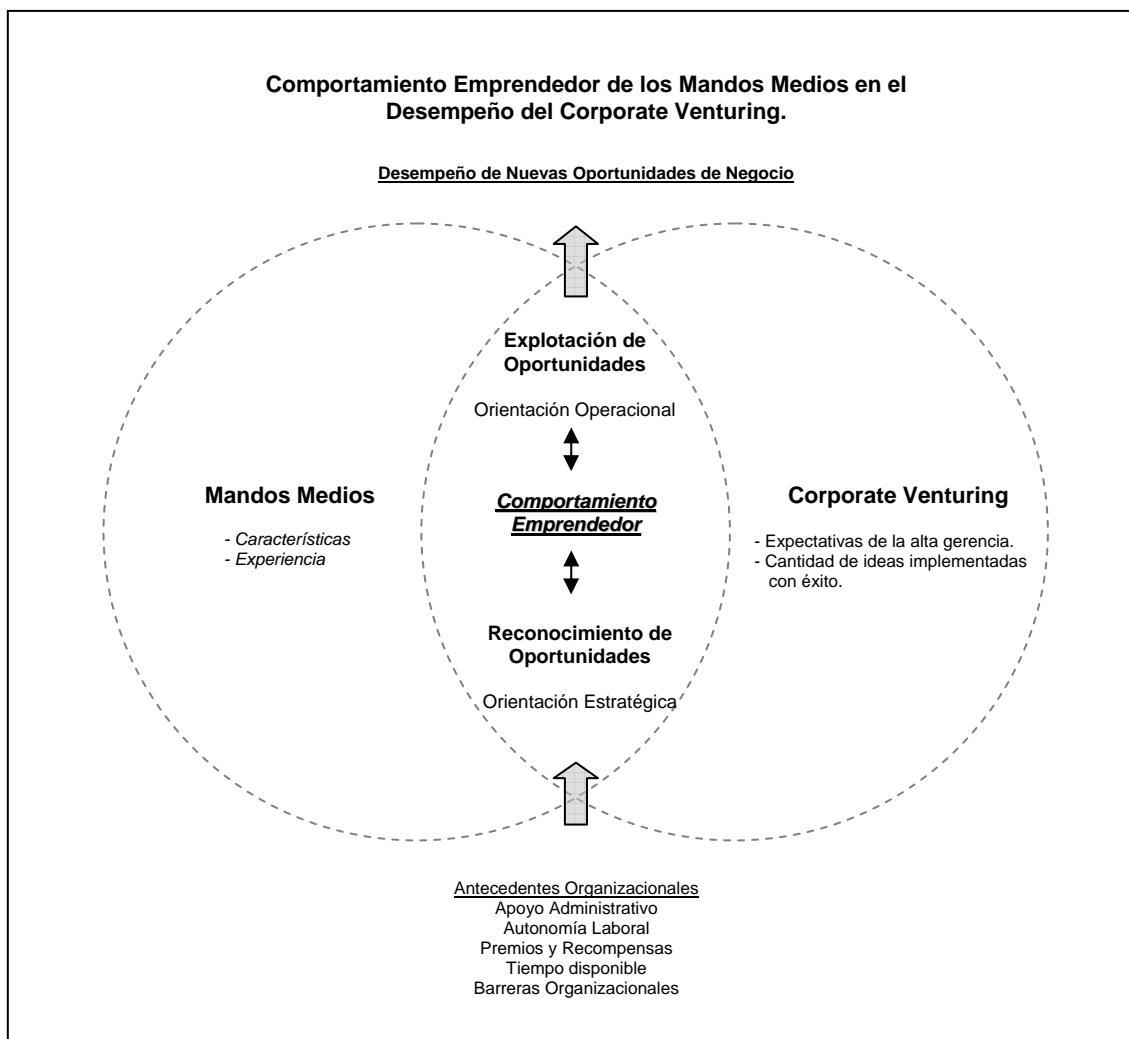 Comportamiento Emprendedor de los Mandos Medios en el
Desempeño del Corporate Venturing.
Desempeño de Nuevas Oportunidades de Negocio
Explotación de
Oportunidades
Orientación Operacional
Mandos Medios
- Características
- Experiencia
Comportamiento
Emprendedor
Corporate Venturing
- Expectativas de la alta gerencia.
- Cantidad de ideas implementadas
con éxito.
Reconocimiento de
Oportunidades
Orientación Estratégica
Antecedentes Organizacionales
Apoyo Administrativo
Autonomía Laboral
Premios y Recompensas
Tiempo disponible
Barreras Organizacionales